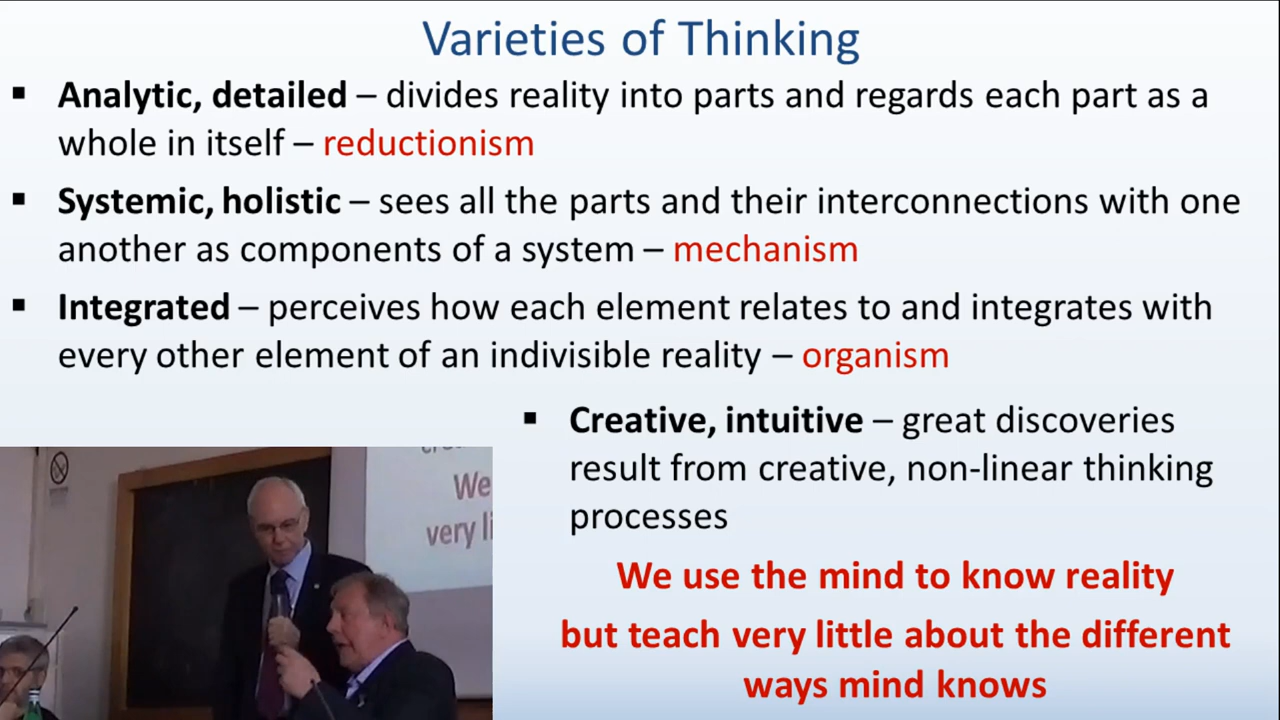 Varieties of Thinking
▪ Analytic, detailed – divides reality into parts and regards each part as a
whole in itself – reductionism
▪ Systemic, holistic – sees all the parts and their interconnections with one
another as components of a system – mechanism
▪ Integrated – perceives how each element relates to and integrates with
every other element of an indivisible reality – organism
▪ Creative, intuitive – great discoveries
result from creative, non-linear thinking
processes
We use the mind to know reality
but teach very little about the different
ways mind knows
We
very li